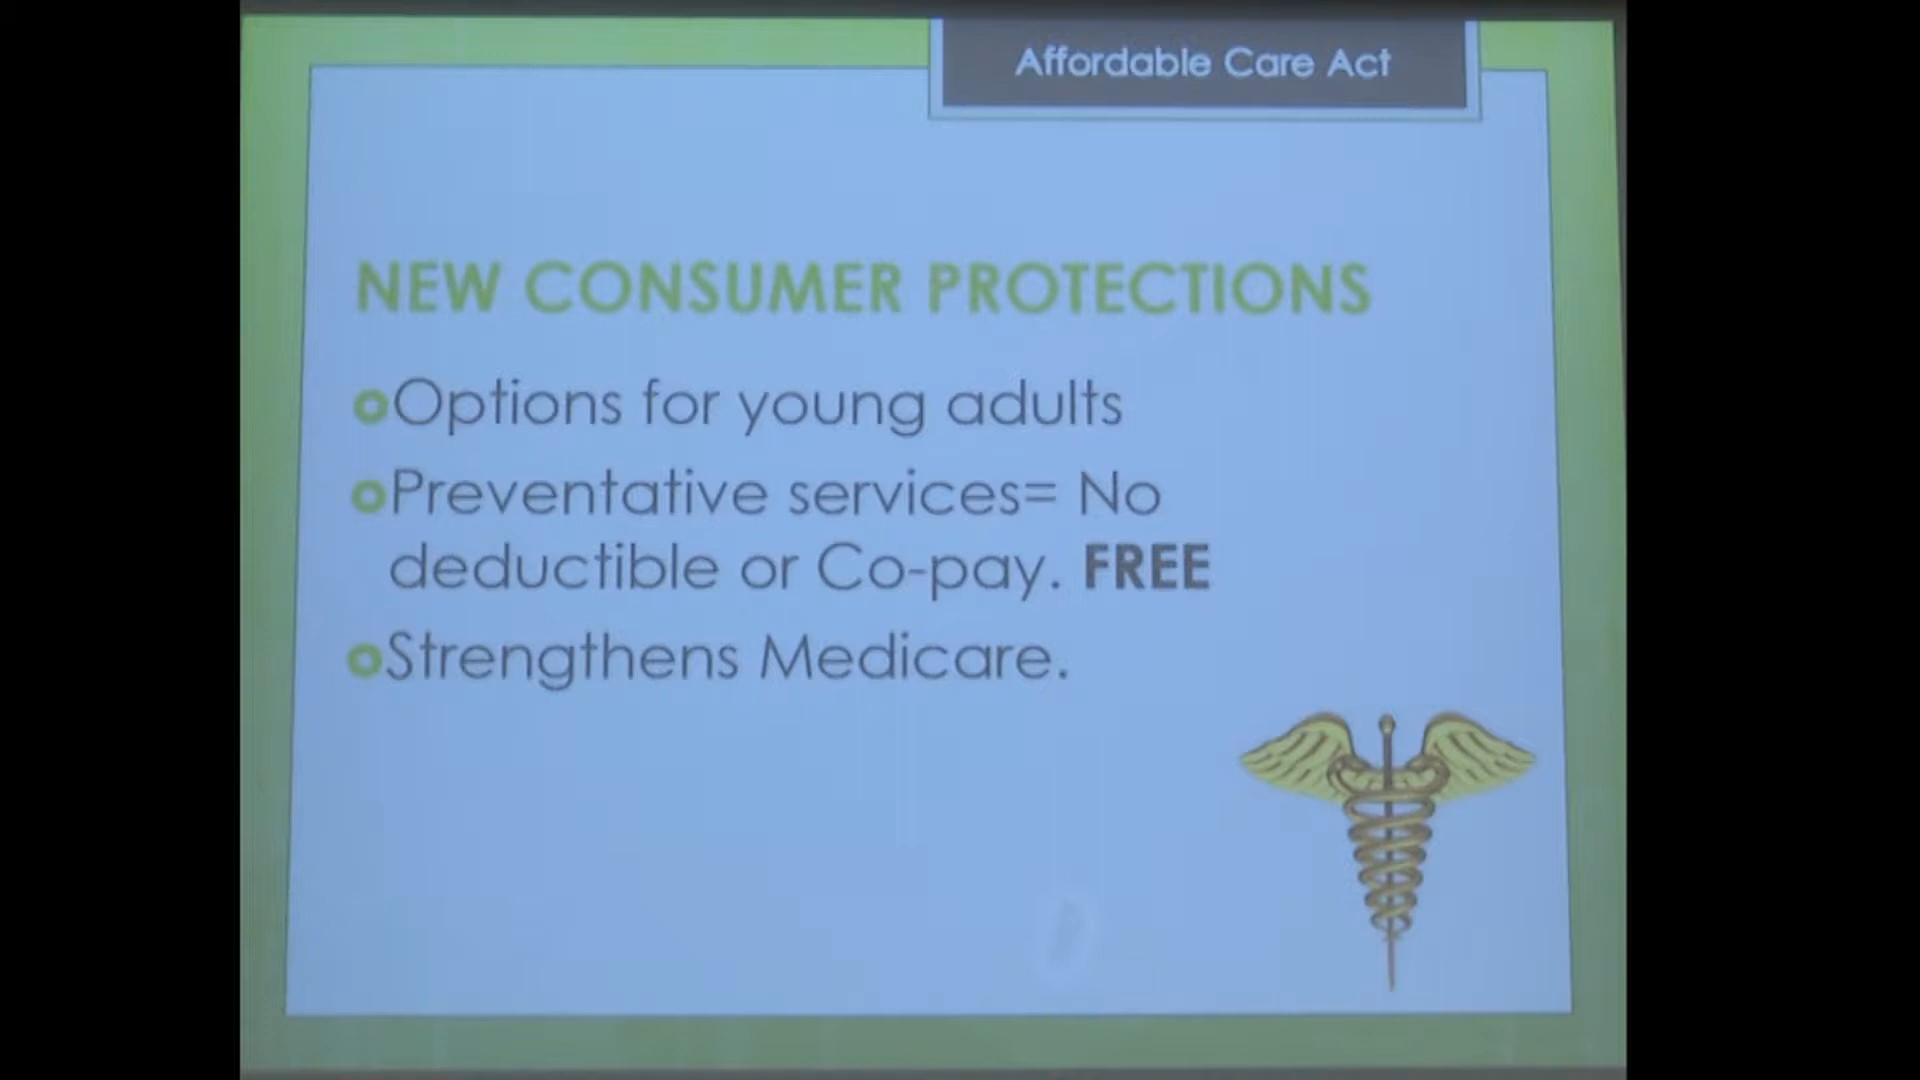 Affordable Care Act
NEW CONSUMER PROTECTIONS
Options for young adults
Preventative services= No
deductible or Co-pay. FREE
Strengthens Medicare.